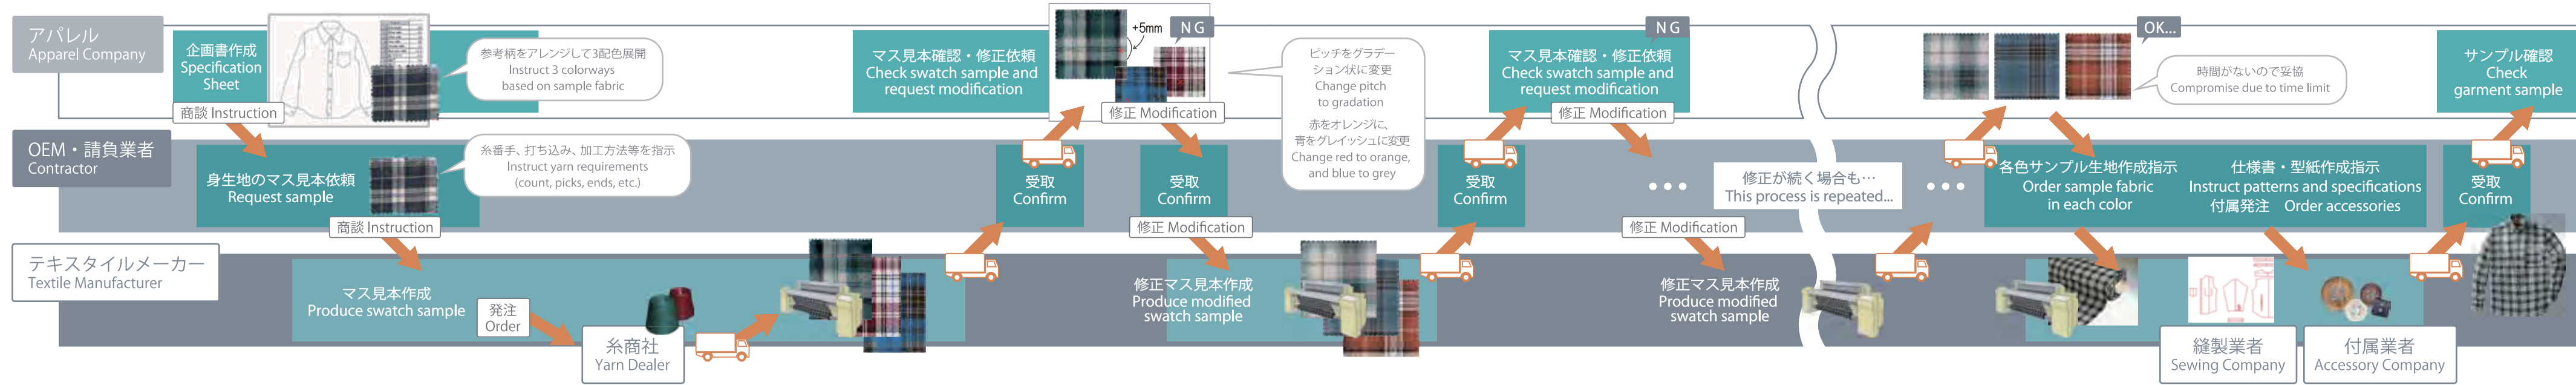 アパレル
Apparel Company
企画書作成
Specification
Sheet
参考柄をアレンジして3配色展開
Instruct 3 colorways
based on sample fabric
商談 Instruction
OEM・請負業者
Contractor
身生地のマス見本依頼
Request sample
糸番手、打ち込み、加工方法等を指示
Instruct yarn requirements
(count, picks, ends, etc.)
商談 Instruction
テキスタイルメーカー
Textile Manufacturer
マス見本作成
Produce swatch sample
発注
Order
糸商社
Yarn Dealer
マス見本確認・修正依頼
Check swatch sample and
request modification
+5mm
NG
修正 Modification
受取
Confirm
受取
Confirm
修正 Modification
修正マス見本作成
Produce modified
swatch sample
ピッチをグラデー
ション状に変更
Change pitch
to gradation
赤をオレンジに、
青をグレイッシュに変更
Change red to orange,
and blue to grey
受取
Confirm
マス見本確認・修正依頼
Check swatch sample and
request modification
NG
修正 Modification
修正 Modification
修正マス見本作成
Produce modified
swatch sample
•••
修正が続く場合も…
This process is repeated...
•••
OK...
時間がないので妥協
Compromise due to time limit
各色サンプル生地作成指示
Order sample fabric
in each color
仕様書・型紙作成指示
Instruct patterns and specifications
付属発注 Order accessories
縫製業者
Sewing Company
付属業者
Accessory Company
受取
Confirm
サンプル確認
Check
garment sample